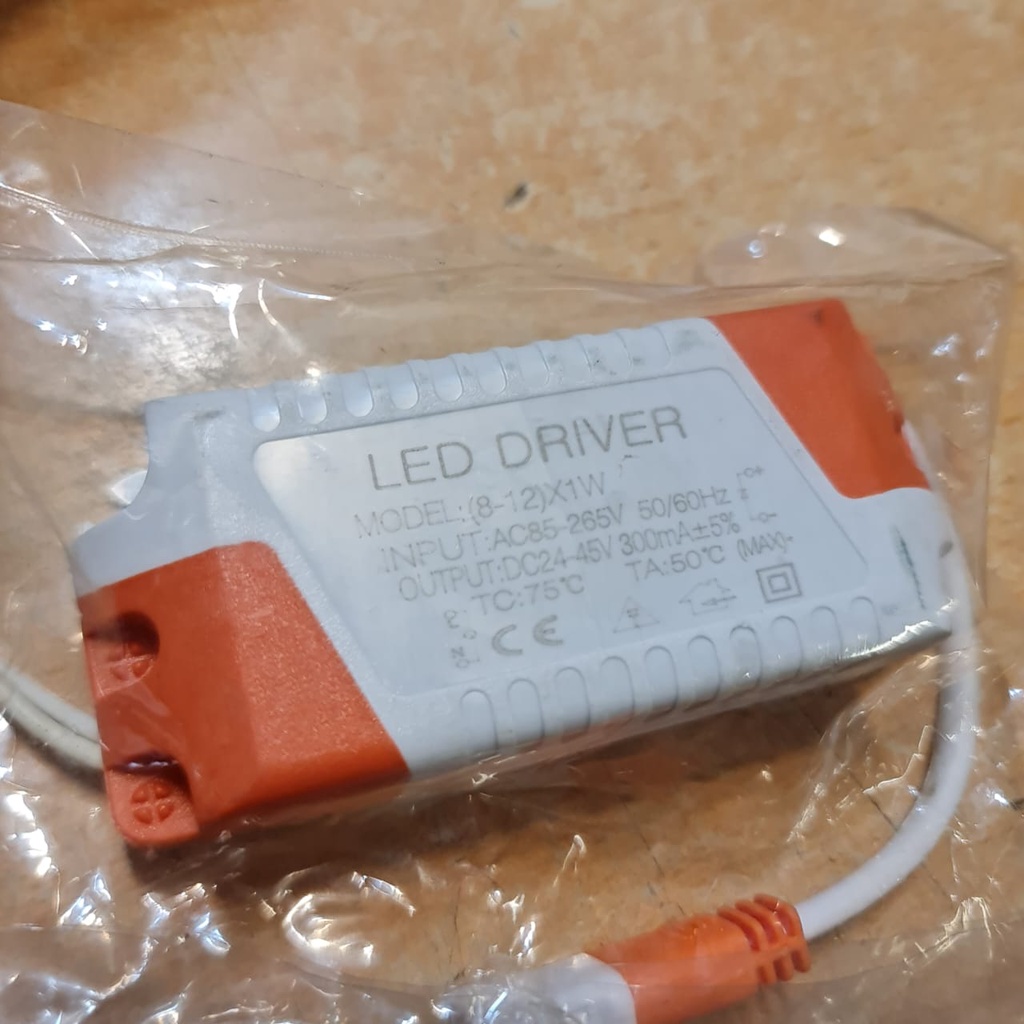 LED DRIVER
MODEL:(8-12)X1W
INPUT:AC85-265V 50/60Hz
OUTPUT:DC24-45V 300mA±5%
TC:75℃ TA:50℃ (MAX)
CE